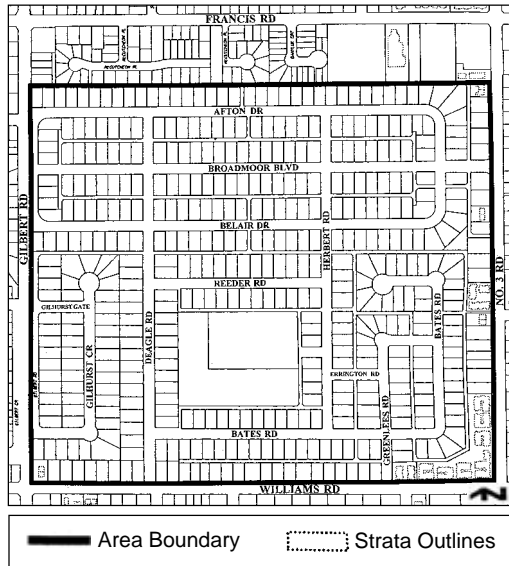 FRANCIS RD
AFTON DR
BROADMOOR BLVD
BELAIR DR
GILBERT RD
HERBERT RD
NO. 3 RD
REEDER RD
GILHURST GATE
GILHURST CR
DEAGLE RD
BATES RD
ERRINGTON RD
GREENLEES RD
BATES RD
WILLIAMS RD
Area Boundary
Strata Outlines